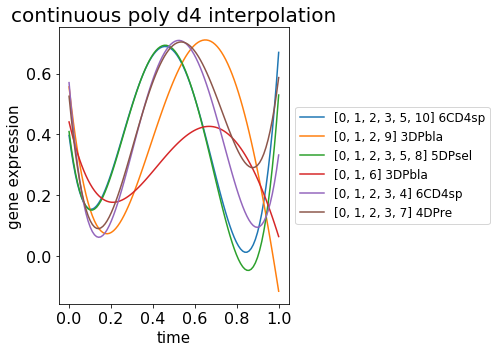 continuous poly d4 interpolation
gene expression
0.6
0.4
0.2
0.0
0.0 0.2 0.4 0.6 0.8 1.0
time
[0, 1, 2, 3, 5, 10] 6CD4sp
[0, 1, 2, 9] 3DPbla
[0, 1, 2, 3, 5, 8] 5DPsel
[0, 1, 6] 3DPbla
[0, 1, 2, 3, 4] 6CD4sp
[0, 1, 2, 3, 7] 4DPre